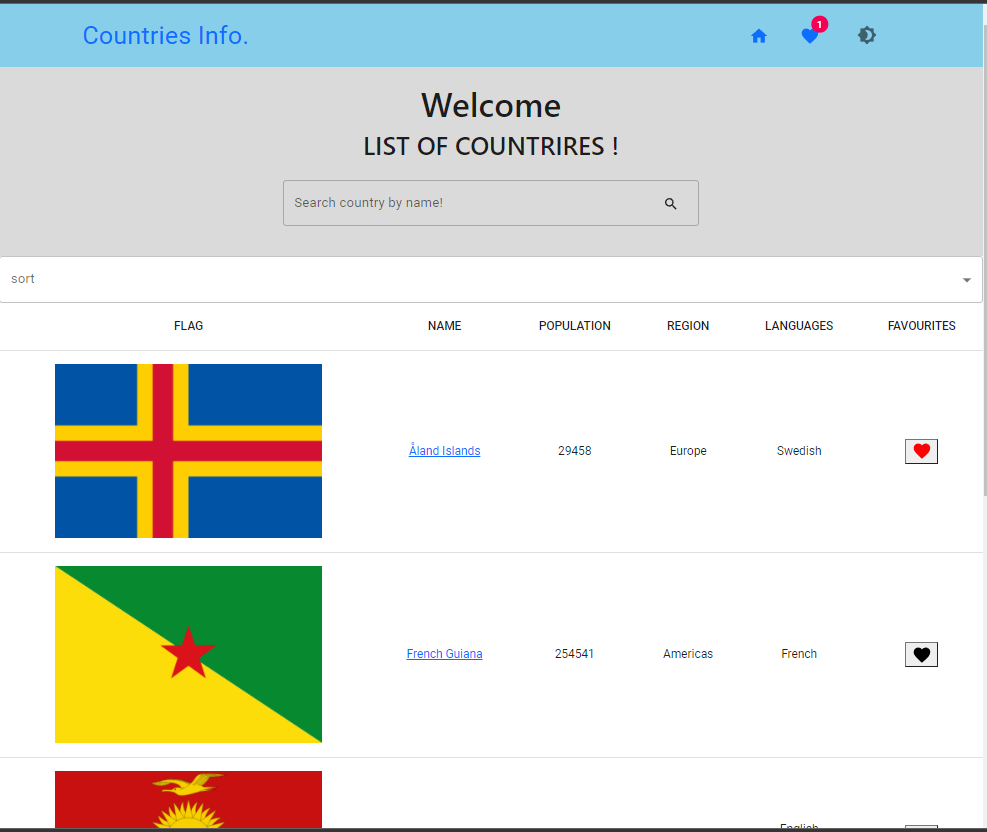 Countries Info.
1
Welcome
LIST OF COUNTRIRES !
Search country by name!
sort
FLAG NAME POPULATION REGION LANGUAGES FAVOURITES
Åland Islands 29458 Europe Swedish
French Guiana 254541 Americas French
English